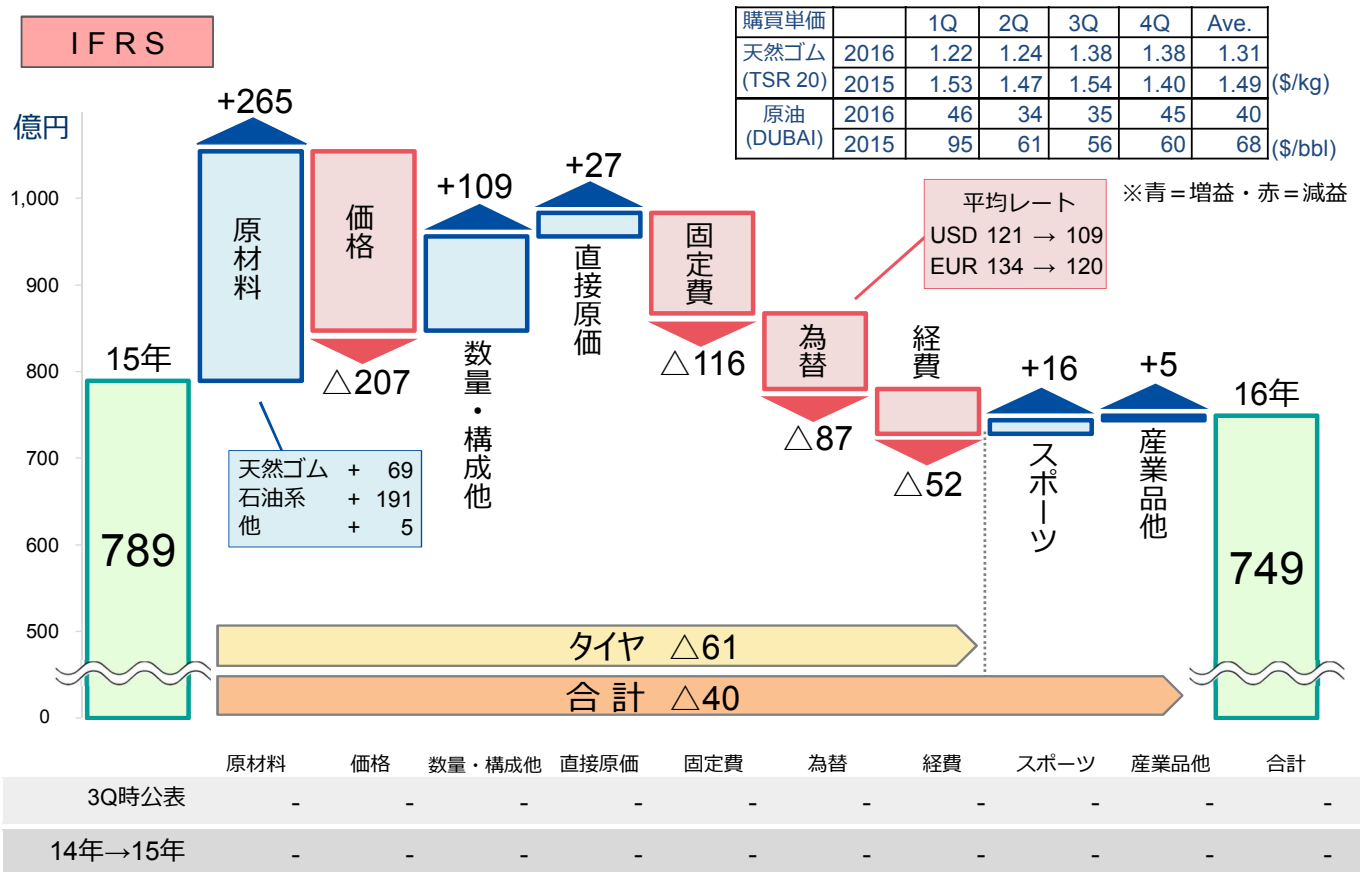 IFRS
購買単価 1Q 2Q 3Q 4Q Ave.
天然ゴム 2016 1.22 1.24 1.38 1.38 1.31
(TSR 20) 2015 1.53 1.47 1.54 1.40 1.49 ($/kg)
原油 2016 46 34 35 45 40
(DUBAI) 2015 95 61 56 60 68 ($/bbl)
※青＝増益・赤＝減益
億円
1,000
900
800
700
600
500
0
15年
789
+265
原材料
天然ゴム + 69
石油系 + 191
他 + 5
価格
△207
+109
数量・構成他
+27
直接原価
固定費
△116
平均レート
USD 121 → 109
EUR 134 → 120
為替
△87
経費
△52
+16
スポーツ
+5
産業品他
16年
749
タイヤ △61
合計 △40
原材料 価格 数量・構成他 直接原価 固定費 為替 経費 スポーツ 産業品他 合計
3Q時公表 - - - - - - - - - -
14年→15年 - - - - - - - - - -